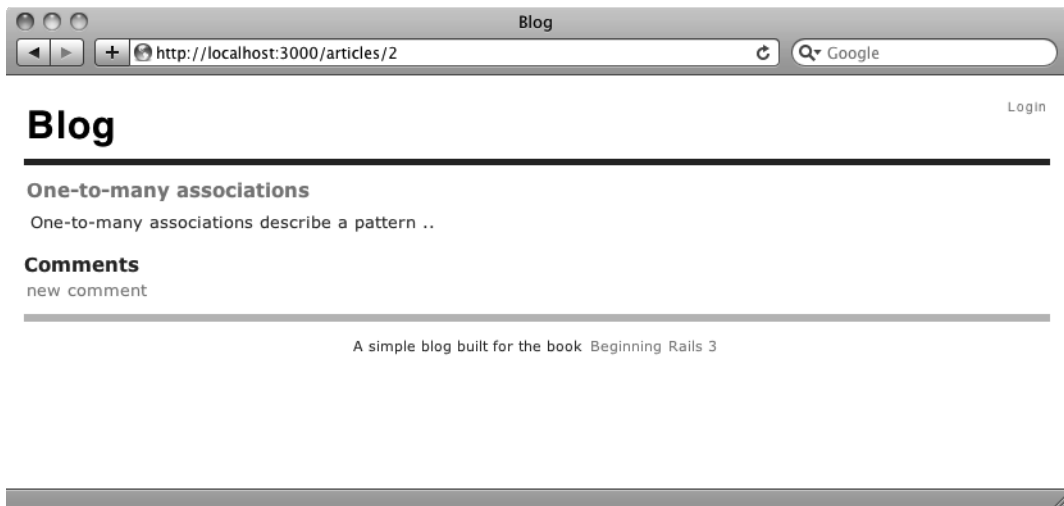 Blog
http://localhost:3000/articles/2
Google
Login
Blog
One-to-many associations
One-to-many associations describe a pattern ..
Comments
new comment
A simple blog built for the book Beginning Rails 3